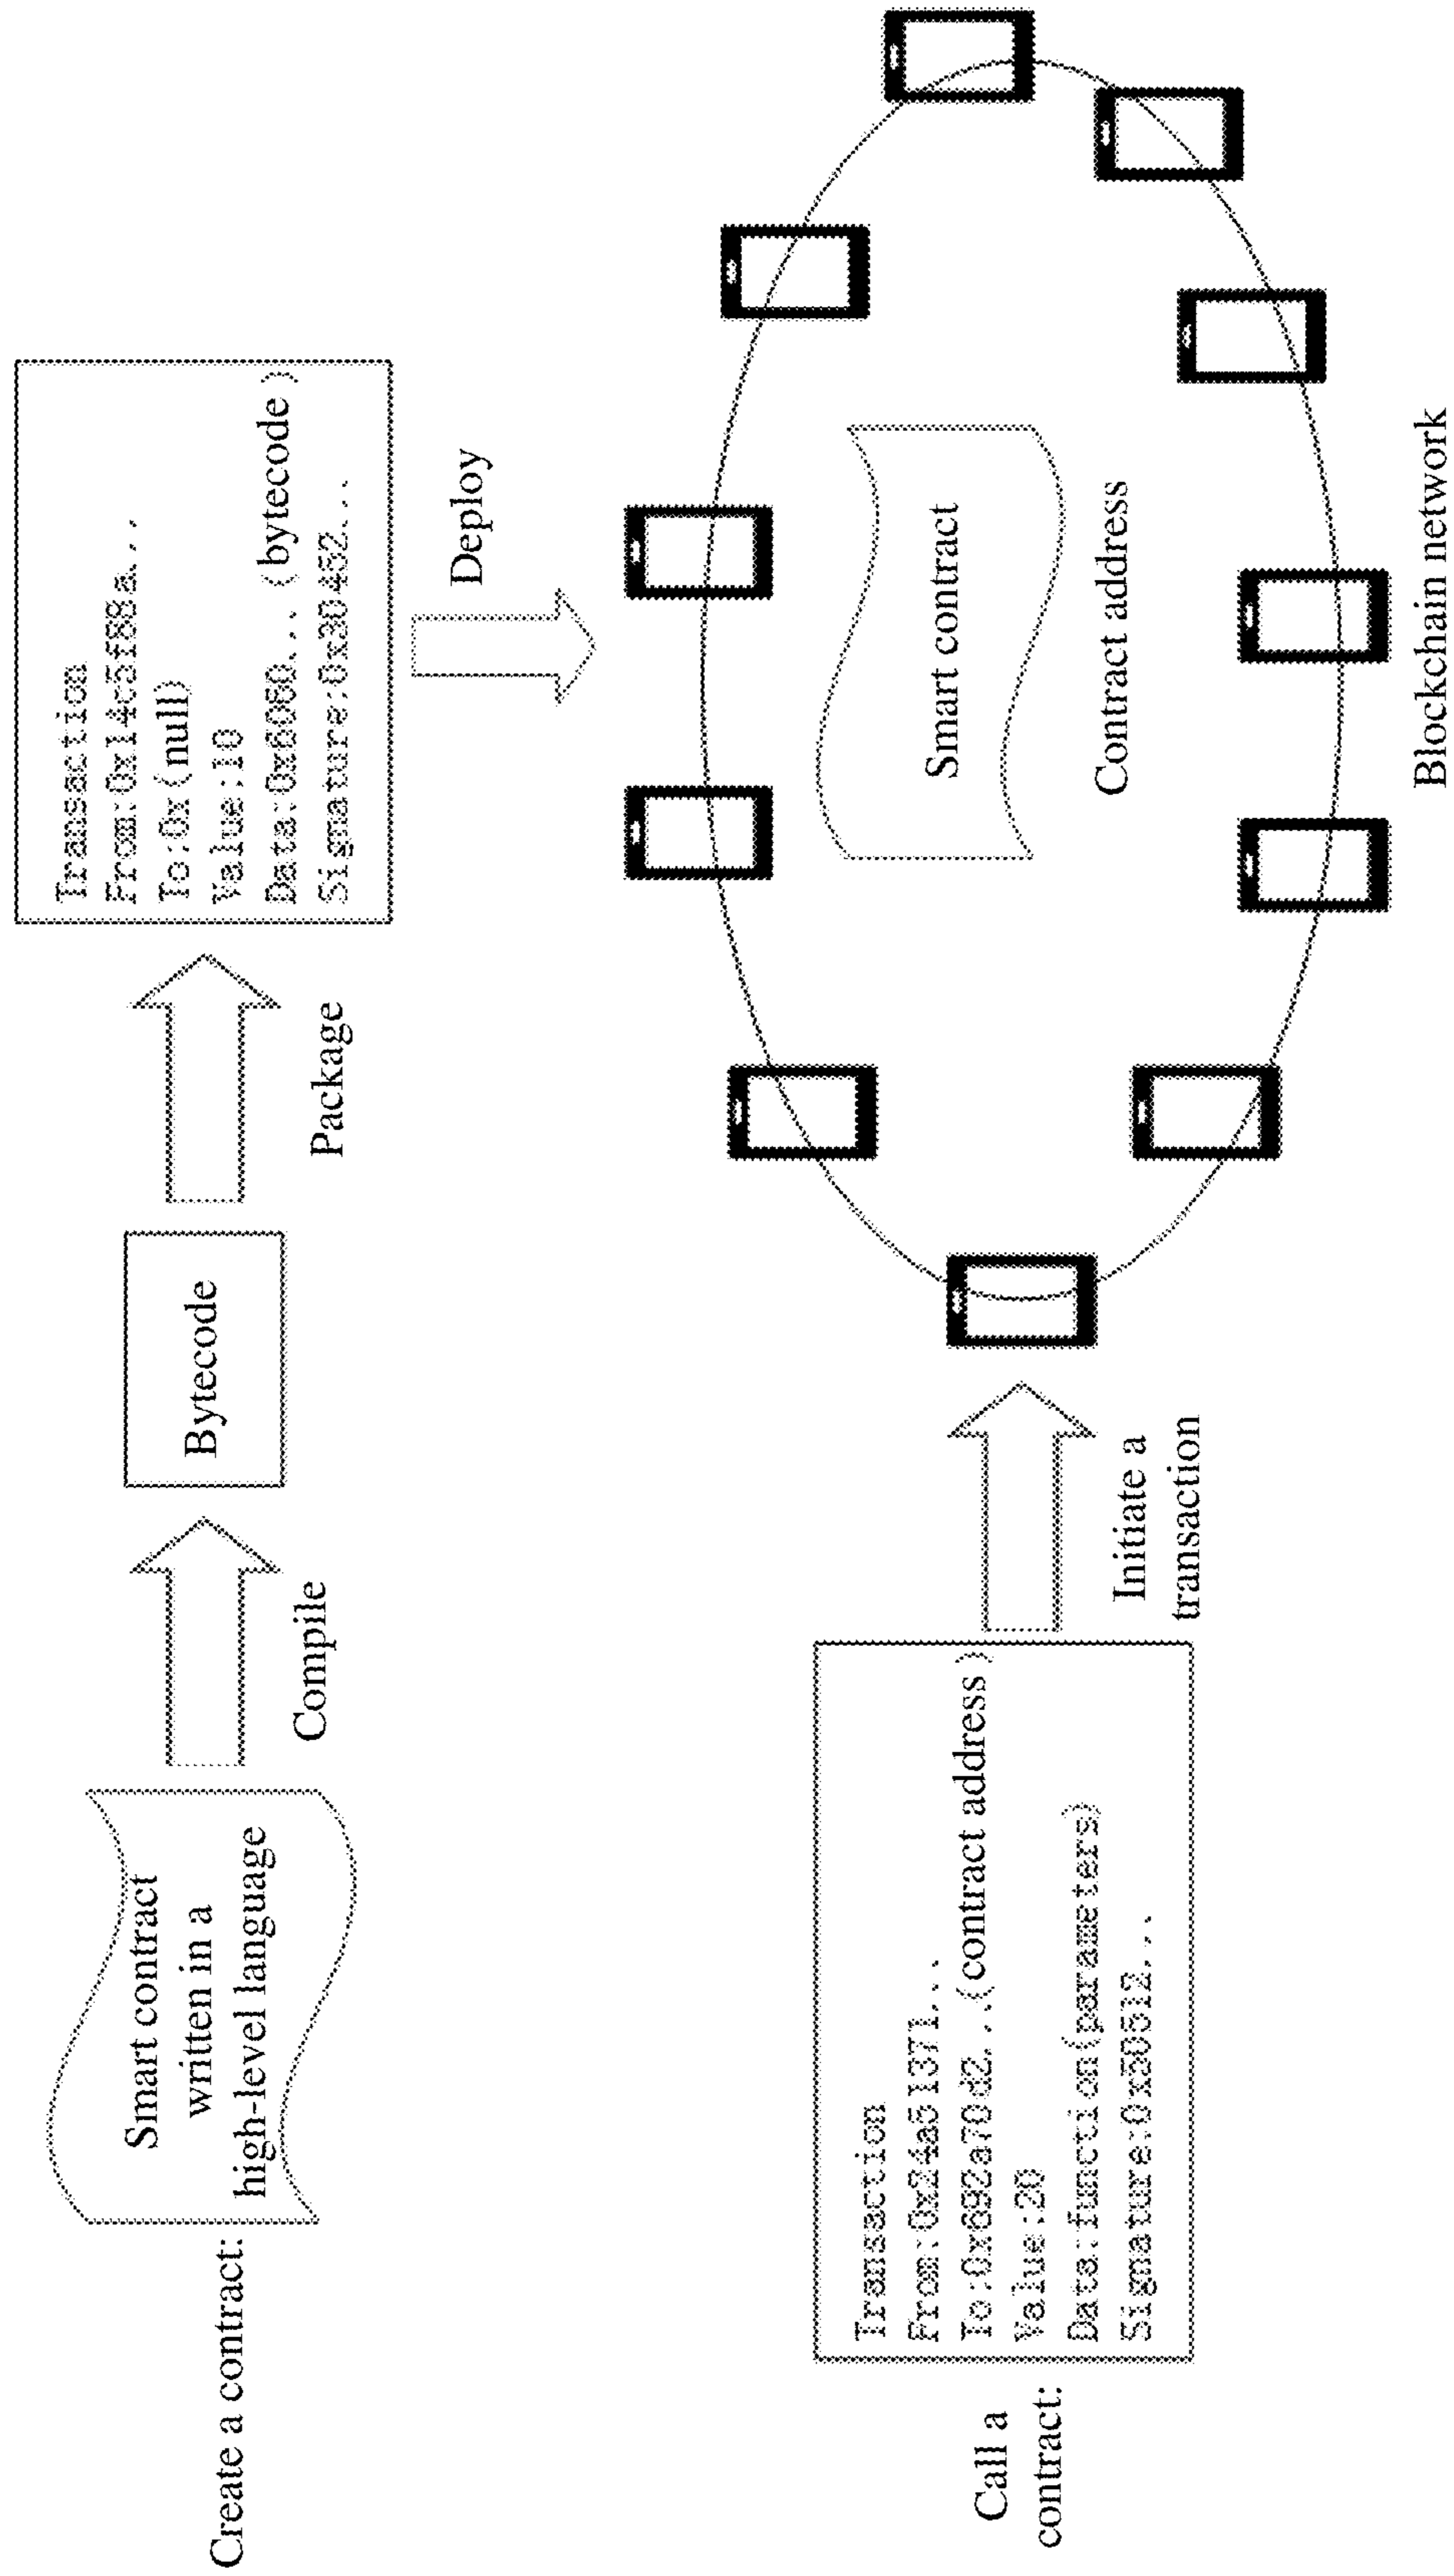 Create a contract:
Smart contract
written in a
high-level language
Compile
Bytecode
Package
Transaction
From:0x14c5f88a...
To:0x(null)
Value:10
Data:0x6060...(bytecode)
Signature:0x30452...
Deploy
Call a
contract:
Transaction
From:0x24a51371...
To:0x692a70d2...(contract address)
Value:20
Data:function(parameters)
Signature:0x30512...
Initiate a
transaction
Smart contract
Contract address
Blockchain network